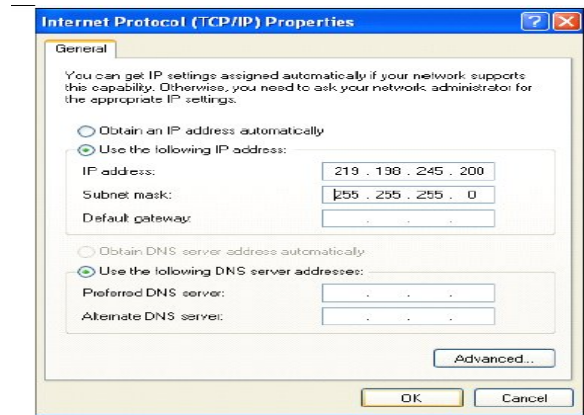 Internet Protocol (TCP/IP) Properties
General
You can get IP settings assigned automatically if your network supports
this capability. Otherwise, you need to ask your network administrator for
the appropriate IP settings.
Obtain an IP address automatically
Use the following IP address:
IP address: 219 . 198 . 245 . 200
Subnet mask: 255 . 255 . 255 . 0
Default gateway: . . .
Obtain DNS server address automatically
Use the following DNS server addresses:
Preferred DNS server: . . .
Alternate DNS server: . . .
Advanced...
OK Cancel